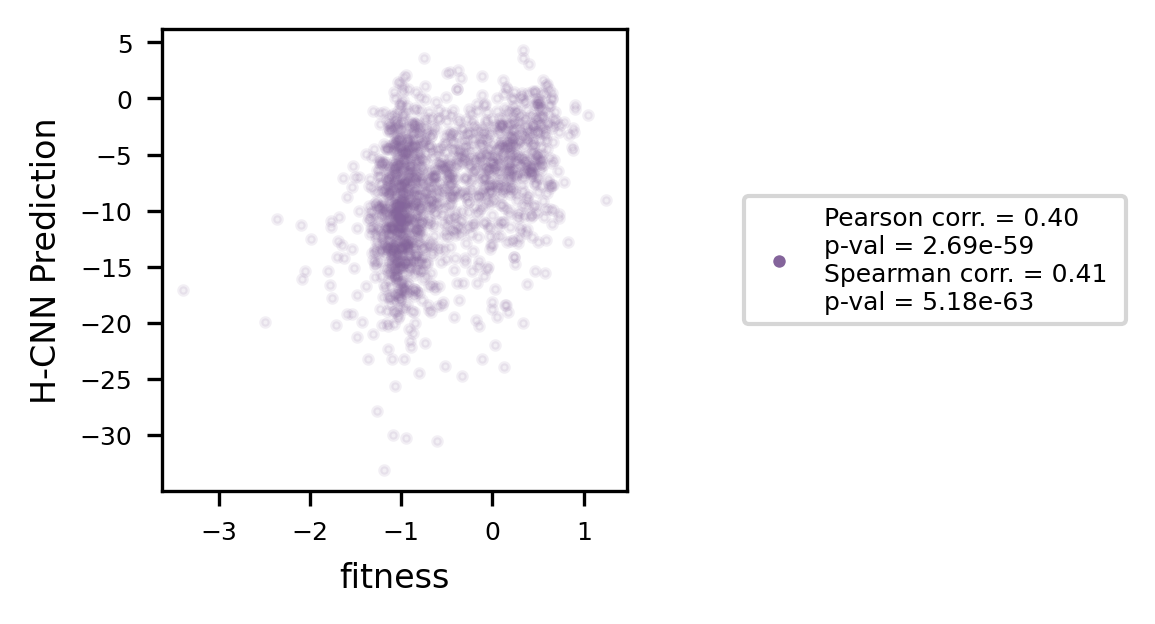 5
0
−5
−10
−15
−20
−25
−30
H-CNN Prediction
−3
−2
−1
0
1
fitness
Pearson corr. = 0.40
p-val = 2.69e-59
Spearman corr. = 0.41
p-val = 5.18e-63